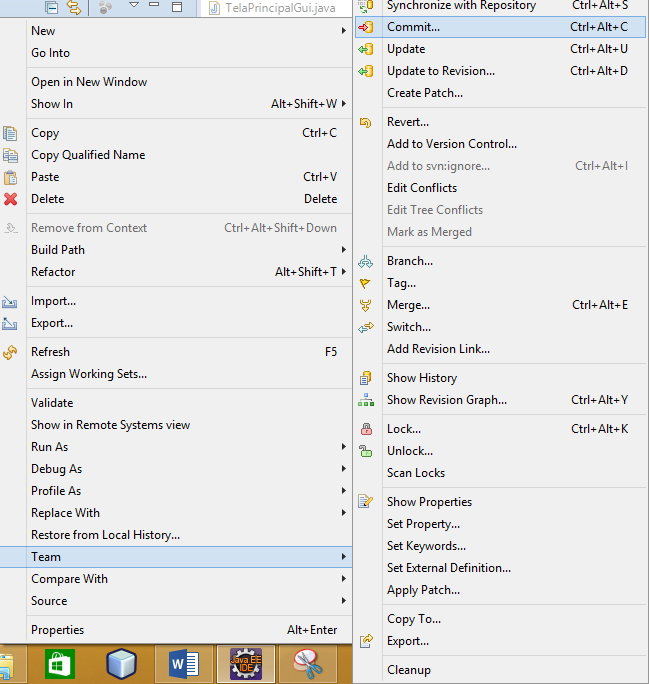 TelaPrincipalGui.java
New
Go Into
Open in New Window
Show In Alt+Shift+W
Copy Ctrl+C
Copy Qualified Name
Paste Ctrl+V
Delete Delete
Remove from Context Ctrl+Alt+Shift+Down
Build Path
Refactor Alt+Shift+T
Import...
Export...
Refresh F5
Assign Working Sets...
Validate
Show in Remote Systems view
Run As
Debug As
Profile As
Replace With
Restore from Local History...
Team
Compare With
Source
Properties Alt+Enter
Synchronize with Repository Ctrl+Alt+S
Commit... Ctrl+Alt+C
Update Ctrl+Alt+U
Update to Revision... Ctrl+Alt+D
Create Patch...
Revert...
Add to Version Control...
Add to svn:ignore... Ctrl+Alt+I
Edit Conflicts
Edit Tree Conflicts
Mark as Merged
Branch...
Tag...
Merge... Ctrl+Alt+E
Switch...
Add Revision Link...
Show History
Show Revision Graph... Ctrl+Alt+Y
Lock... Ctrl+Alt+K
Unlock...
Scan Locks
Show Properties
Set Property...
Set Keywords...
Set External Definition...
Apply Patch...
Copy To...
Export...
Cleanup
Java EE
IDE